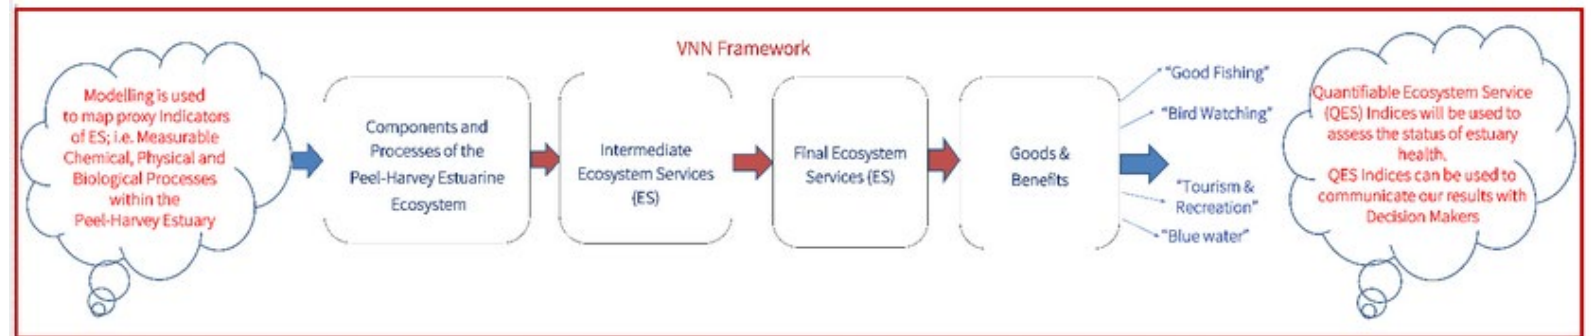 VNN Framework
Modelling is used
to map proxy Indicators
of ES; i.e. Measurable
Chemical, Physical and
Biological Processes
within the
Peel-Harvey Estuary
Components and
Processes of the
Peel-Harvey Estuarine
Ecosystem
Intermediate
Ecosystem Services
(ES)
Final Ecosystem
Services (ES)
Goods &
Benefits
"Good Fishing"
"Bird Watching"
"Tourism &
Recreation"
"Blue water"
Quantifiable Ecosystem Service
(QES) Indices will be used to
assess the status of estuary
health.
QES Indices can be used to
communicate our results with
Decision Makers